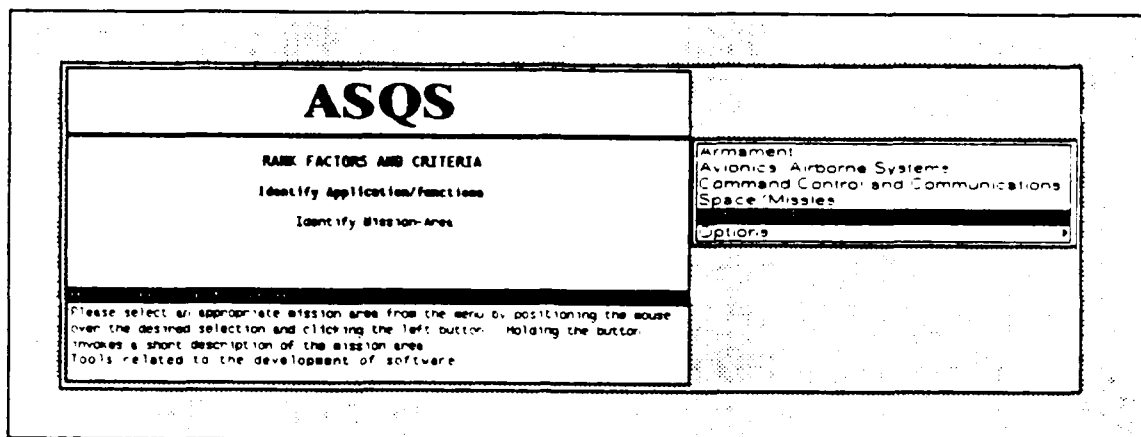 ASQS
RANK FACTORS AND CRITERIA
Identify Application/Functions
Identify Mission-Area
Armament
Avionics Airborne Systems
Command Control and Communications
Space/Missles
Options
Please select an appropriate mission area from the menu by positioning the mouse
over the desired selection and clicking the left button. Holding the button
invokes a short description of the mission area
Tools related to the development of software